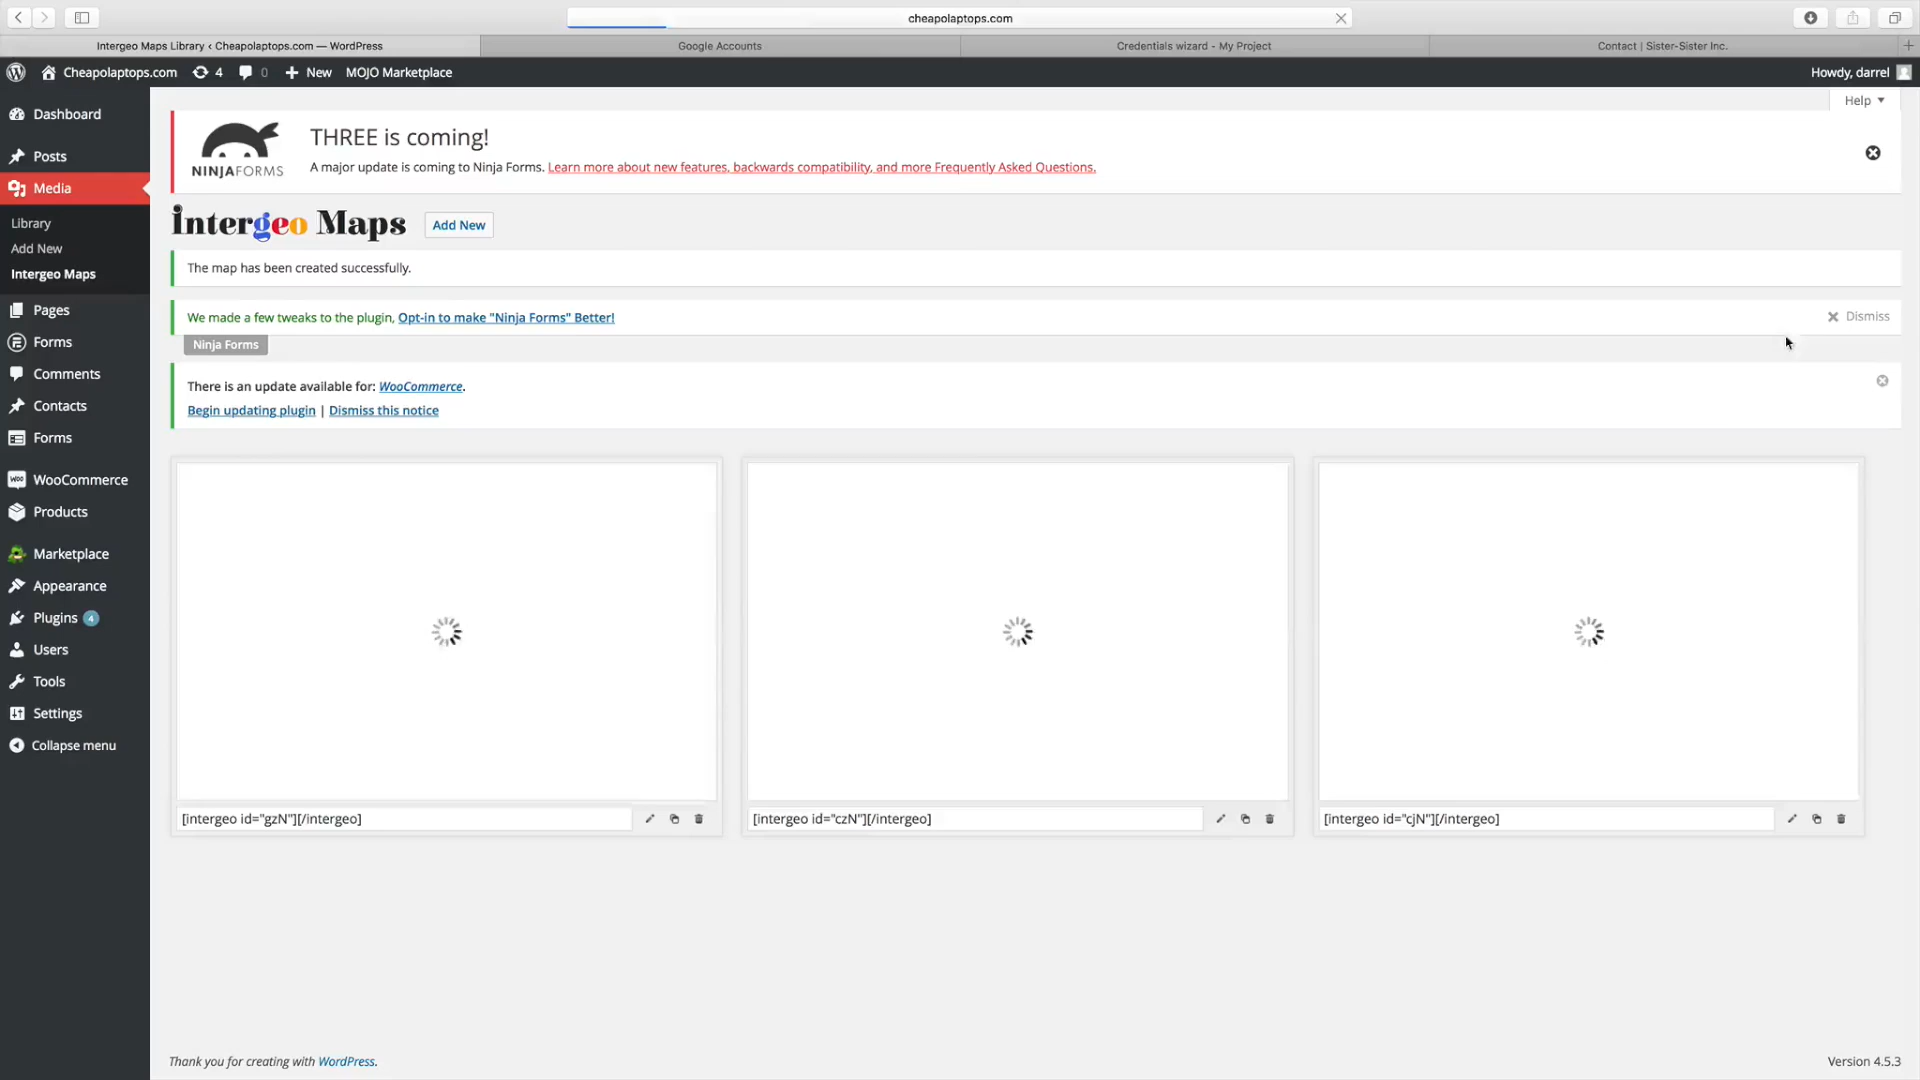 cheapolaptops.com
Intergeo Maps Library ‹ Cheapolaptops.com — WordPress
Google Accounts
Credentials wizard - My Project
Contact | Sister-Sister Inc.
Cheapolaptops.com
4
0
New
MOJO Marketplace
Howdy, darrel
Help
Dashboard
Posts
Media
Library
Add New
Intergeo Maps
Pages
Forms
Comments
Contacts
Forms
WooCommerce
Products
Marketplace
Appearance
Plugins 4
Users
Tools
Settings
Collapse menu
NINJAFORMS
THREE is coming!
A major update is coming to Ninja Forms. Learn more about new features, backwards compatibility, and more Frequently Asked Questions.
Intergeo Maps
Add New
The map has been created successfully.
We made a few tweaks to the plugin, Opt-in to make "Ninja Forms" Better!
Dismiss
Ninja Forms
There is an update available for: WooCommerce.
Begin updating plugin | Dismiss this notice
[intergeo id="gzN"][/intergeo]
[intergeo id="czN"][/intergeo]
[intergeo id="cjN"][/intergeo]
Thank you for creating with WordPress.
Version 4.5.3